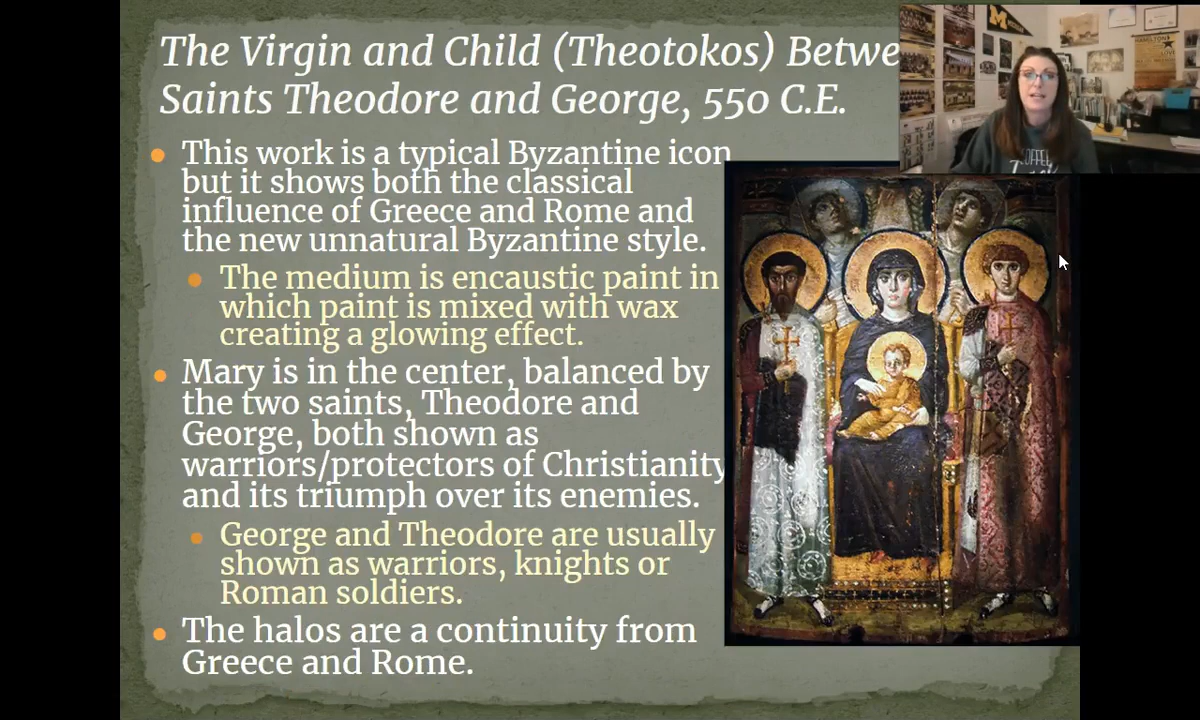 The Virgin and Child (Theotokos) Betwe
Saints Theodore and George, 550 C.E.
This work is a typical Byzantine icon
but it shows both the classical
influence of Greece and Rome and
the new unnatural Byzantine style.
The medium is encaustic paint in
which paint is mixed with wax
creating a glowing effect.
Mary is in the center, balanced by
the two saints, Theodore and
George, both shown as
warriors/protectors of Christianity
and its triumph over its enemies.
George and Theodore are usually
shown as warriors, knights or
Roman soldiers.
The halos are a continuity from
Greece and Rome.
M
HAMILTON
COFFEE